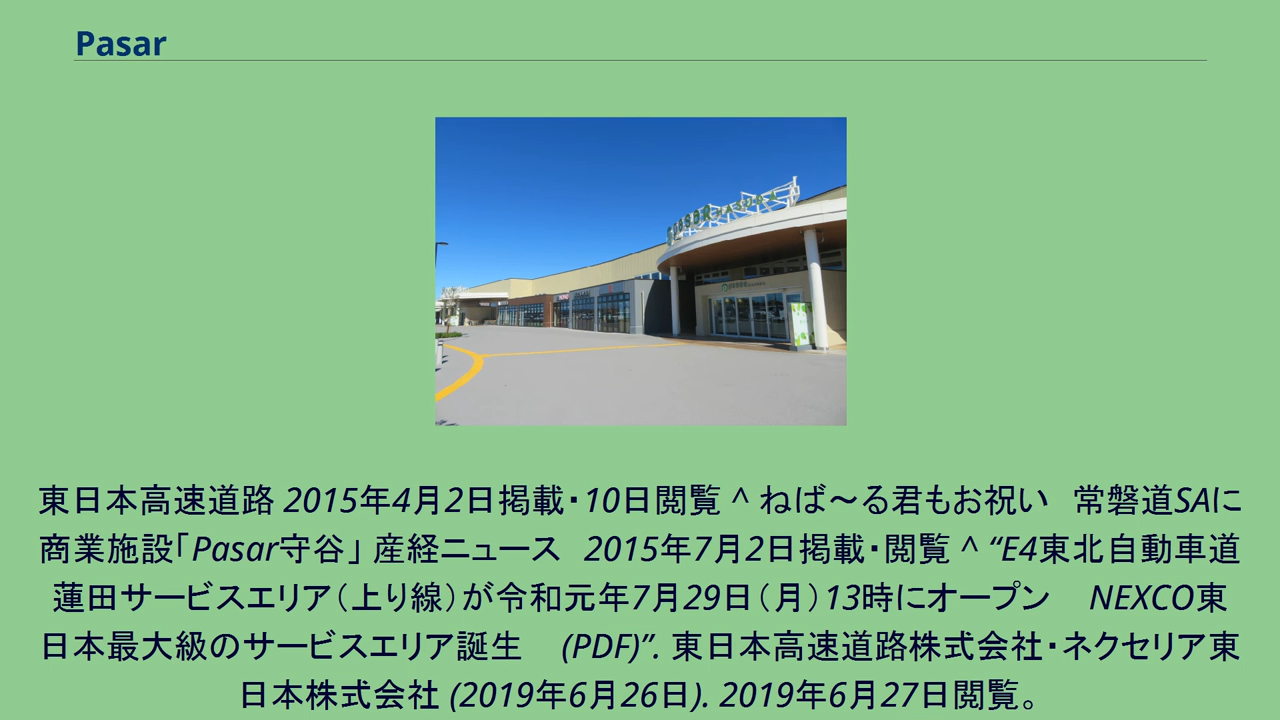 Pasar
東日本高速道路 2015年4月2日掲載・10日閲覧 ^ ねば～る君もお祝い　常磐道SAに
商業施設「Pasar守谷」 産経ニュース　2015年7月2日掲載・閲覧 ^ “E4東北自動車道
蓮田サービスエリア（上り線）が令和元年7月29日（月）13時にオープン　 NEXCO東
日本最大級のサービスエリア誕生　 (PDF)”. 東日本高速道路株式会社・ネクセリア東
日本株式会社 (2019年6月26日). 2019年6月27日閲覧。